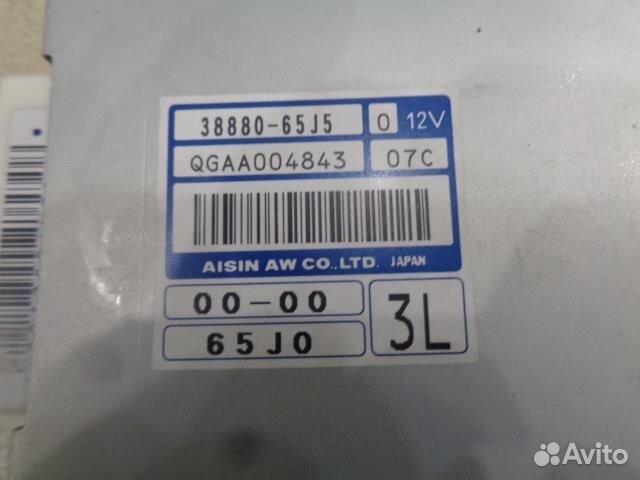 38880-65J5 0 12V
QGAA004843 07C
AISIN AW CO.,LTD. JAPAN
00-00
65J0 3L
Avito